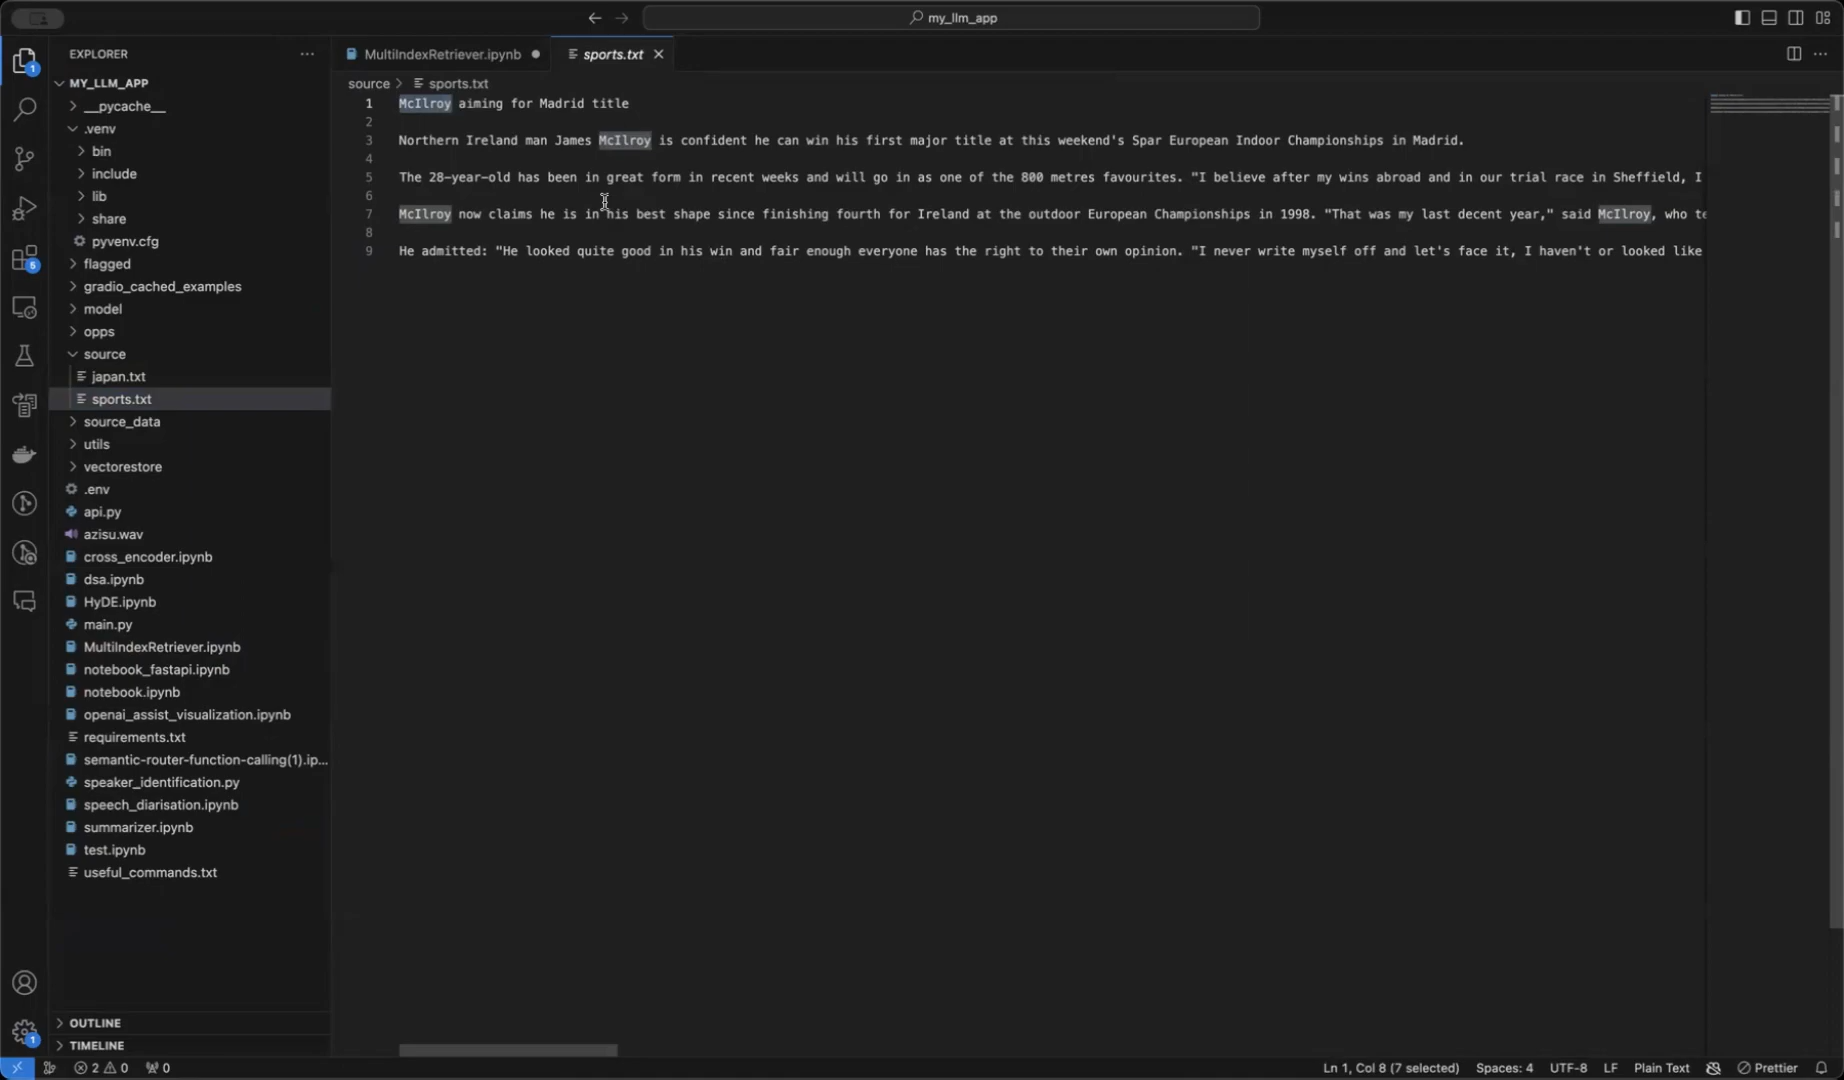 my_llm_app
EXPLORER
MultiIndexRetriever.ipynb
sports.txt
MY_LLM_APP
source
sports.txt
__pycache__
.venv
bin
include
lib
share
pyvenv.cfg
flagged
gradio_cached_examples
model
opps
source
japan.txt
sports.txt
source_data
utils
vectorestore
.env
api.py
azisu.wav
cross_encoder.ipynb
dsa.ipynb
HyDE.ipynb
main.py
MultiIndexRetriever.ipynb
notebook_fastapi.ipynb
notebook.ipynb
openai_assist_visualization.ipynb
requirements.txt
semantic-router-function-calling(1).ip...
speaker_identification.py
speech_diarisation.ipynb
summarizer.ipynb
test.ipynb
useful_commands.txt
OUTLINE
TIMELINE
1 McIlroy aiming for Madrid title
2
3 Northern Ireland man James McIlroy is confident he can win his first major title at this weekend's Spar European Indoor Championships in Madrid.
4
5 The 28-year-old has been in great form in recent weeks and will go in as one of the 800 metres favourites. "I believe after my wins abroad and in our trial race in Sheffield, I
6
7 McIlroy now claims he is in his best shape since finishing fourth for Ireland at the outdoor European Championships in 1998. "That was my last decent year," said McIlroy, who te
8
9 He admitted: "He looked quite good in his win and fair enough everyone has the right to their own opinion. "I never write myself off and let's face it, I haven't or looked like
1
5
1
2 0 0
Ln 1, Col 8 (7 selected)
Spaces: 4
UTF-8
LF
Plain Text
Prettier